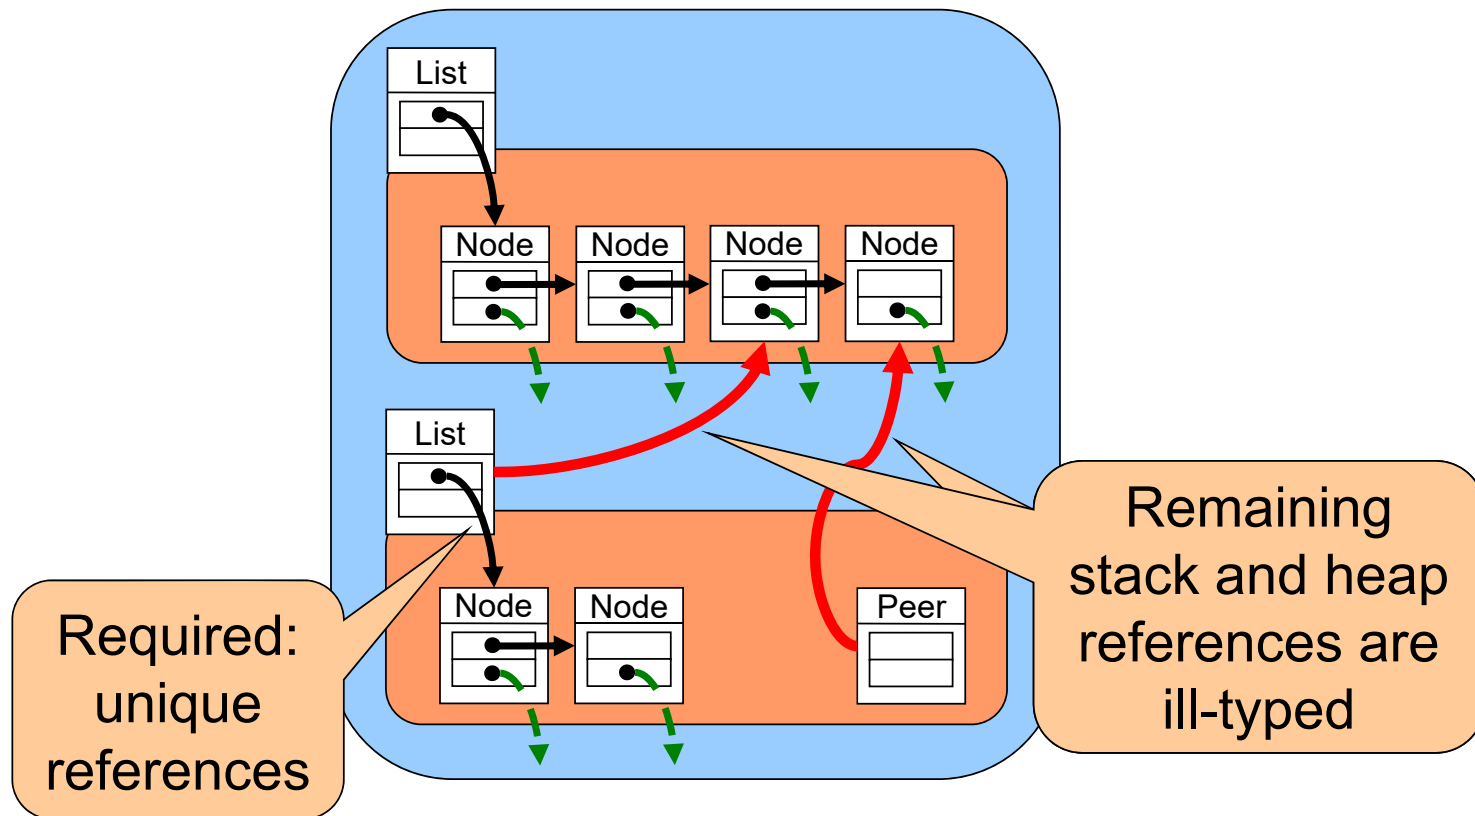 List
Node
Node
Node
Node
List
Node
Node
Peer
Required:
unique
references
Remaining
stack and heap
references are
ill-typed